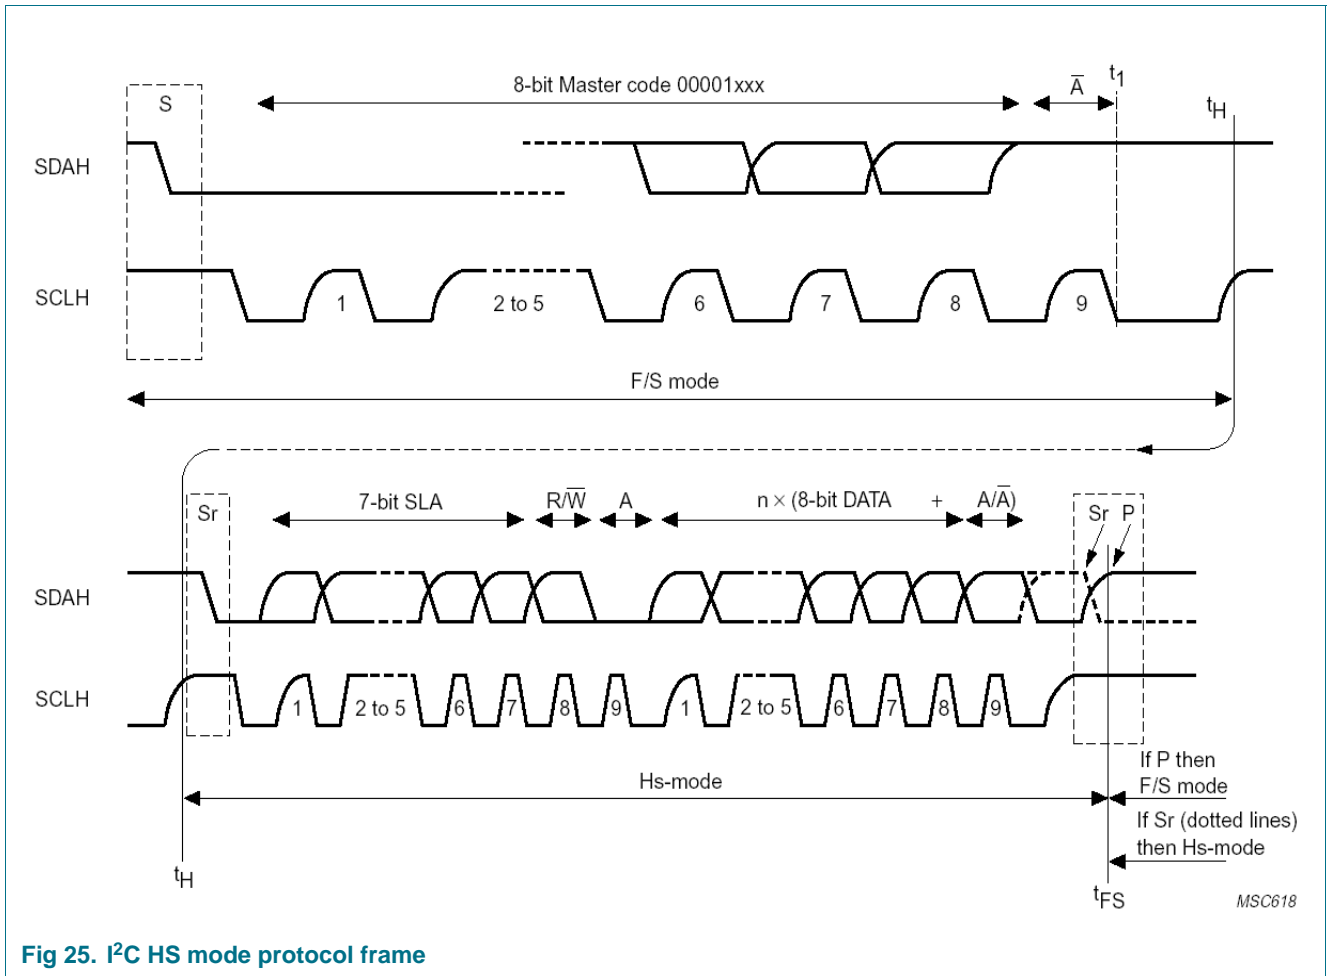 8-bit Master code 00001xxx
A̅
t1
tH
S
SDAH
SCLH
1
2 to 5
6
7
8
9
F/S mode
7-bit SLA
R/W̅
A
n × (8-bit DATA
+
A/A̅)
Sr
Sr
P
SDAH
SCLH
1
2 to 5
6
7
8
9
1
2 to 5
6
7
8
9
Hs-mode
If P then
F/S mode
If Sr (dotted lines)
then Hs-mode
tH
tFS
MSC618
Fig 25. I²C HS mode protocol frame